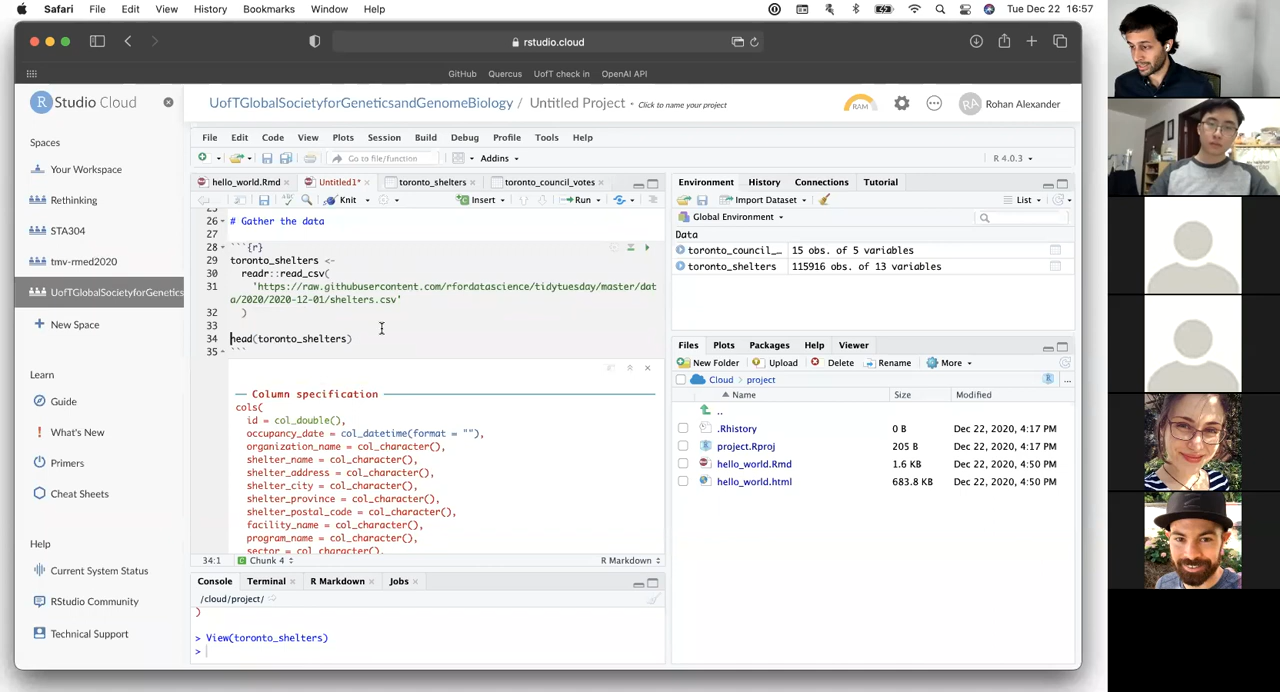 Safari File Edit View History Bookmarks Window Help Tue Dec 22 16:57
rstudio.cloud
GitHub Quercus UofT check in OpenAI API
R Studio Cloud
UofTGlobalSocietyforGeneticsandGenomeBiology / Untitled Project Click to name your project
RAM
RA Rohan Alexander
Spaces
Your Workspace
Rethinking
STA304
tmv-rmed2020
UofTGlobalSocietyforGenetics
New Space
Learn
Guide
What's New
Primers
Cheat Sheets
Help
Current System Status
RStudio Community
Technical Support
File Edit Code View Plots Session Build Debug Profile Tools Help
Go to file/function Addins R 4.0.3
hello_world.Rmd Untitled1* toronto_shelters toronto_council_votes
Knit Insert Run
25
26 # Gather the data
27
28 ```{r}
29 toronto_shelters <-
30 readr::read_csv(
31 'https://raw.githubusercontent.com/rfordatascience/tidytuesday/master/dat
a/2020/2020-12-01/shelters.csv'
32 )
33
34 head(toronto_shelters)
35 ```
— Column specification
cols(
id = col_double(),
occupancy_date = col_datetime(format = ""),
organization_name = col_character(),
shelter_name = col_character(),
shelter_address = col_character(),
shelter_city = col_character(),
shelter_province = col_character(),
shelter_postal_code = col_character(),
facility_name = col_character(),
program_name = col_character(),
sector = col_character(),
34:1 Chunk 4 R Markdown
Console Terminal R Markdown Jobs
/cloud/project/
)
> View(toronto_shelters)
>
Environment History Connections Tutorial
Import Dataset List
Global Environment
Data
toronto_council_… 15 obs. of 5 variables
toronto_shelters 115916 obs. of 13 variables
Files Plots Packages Help Viewer
New Folder Upload Delete Rename More
Cloud project
Name Size Modified
..
.Rhistory 0 B Dec 22, 2020, 4:17 PM
project.Rproj 205 B Dec 22, 2020, 4:17 PM
hello_world.Rmd 1.6 KB Dec 22, 2020, 4:50 PM
hello_world.html 683.8 KB Dec 22, 2020, 4:50 PM